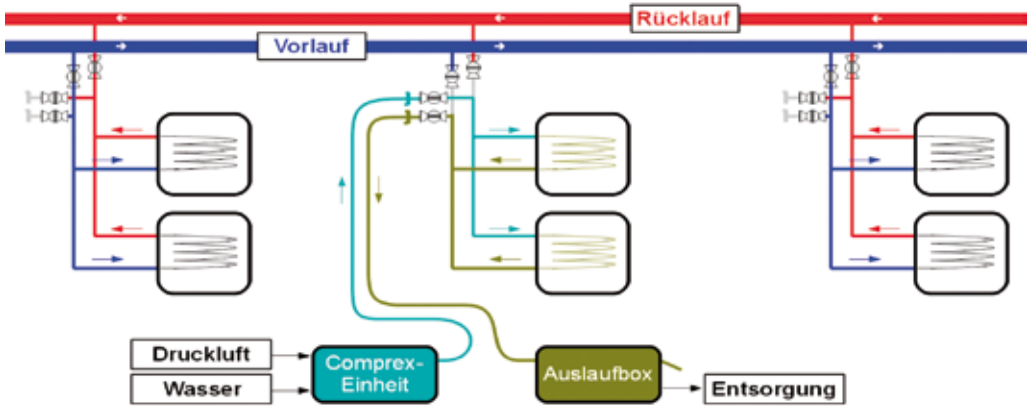 Rücklauf
Vorlauf
Druckluft
Wasser
Comprex-
Einheit
Auslaufbox
Entsorgung